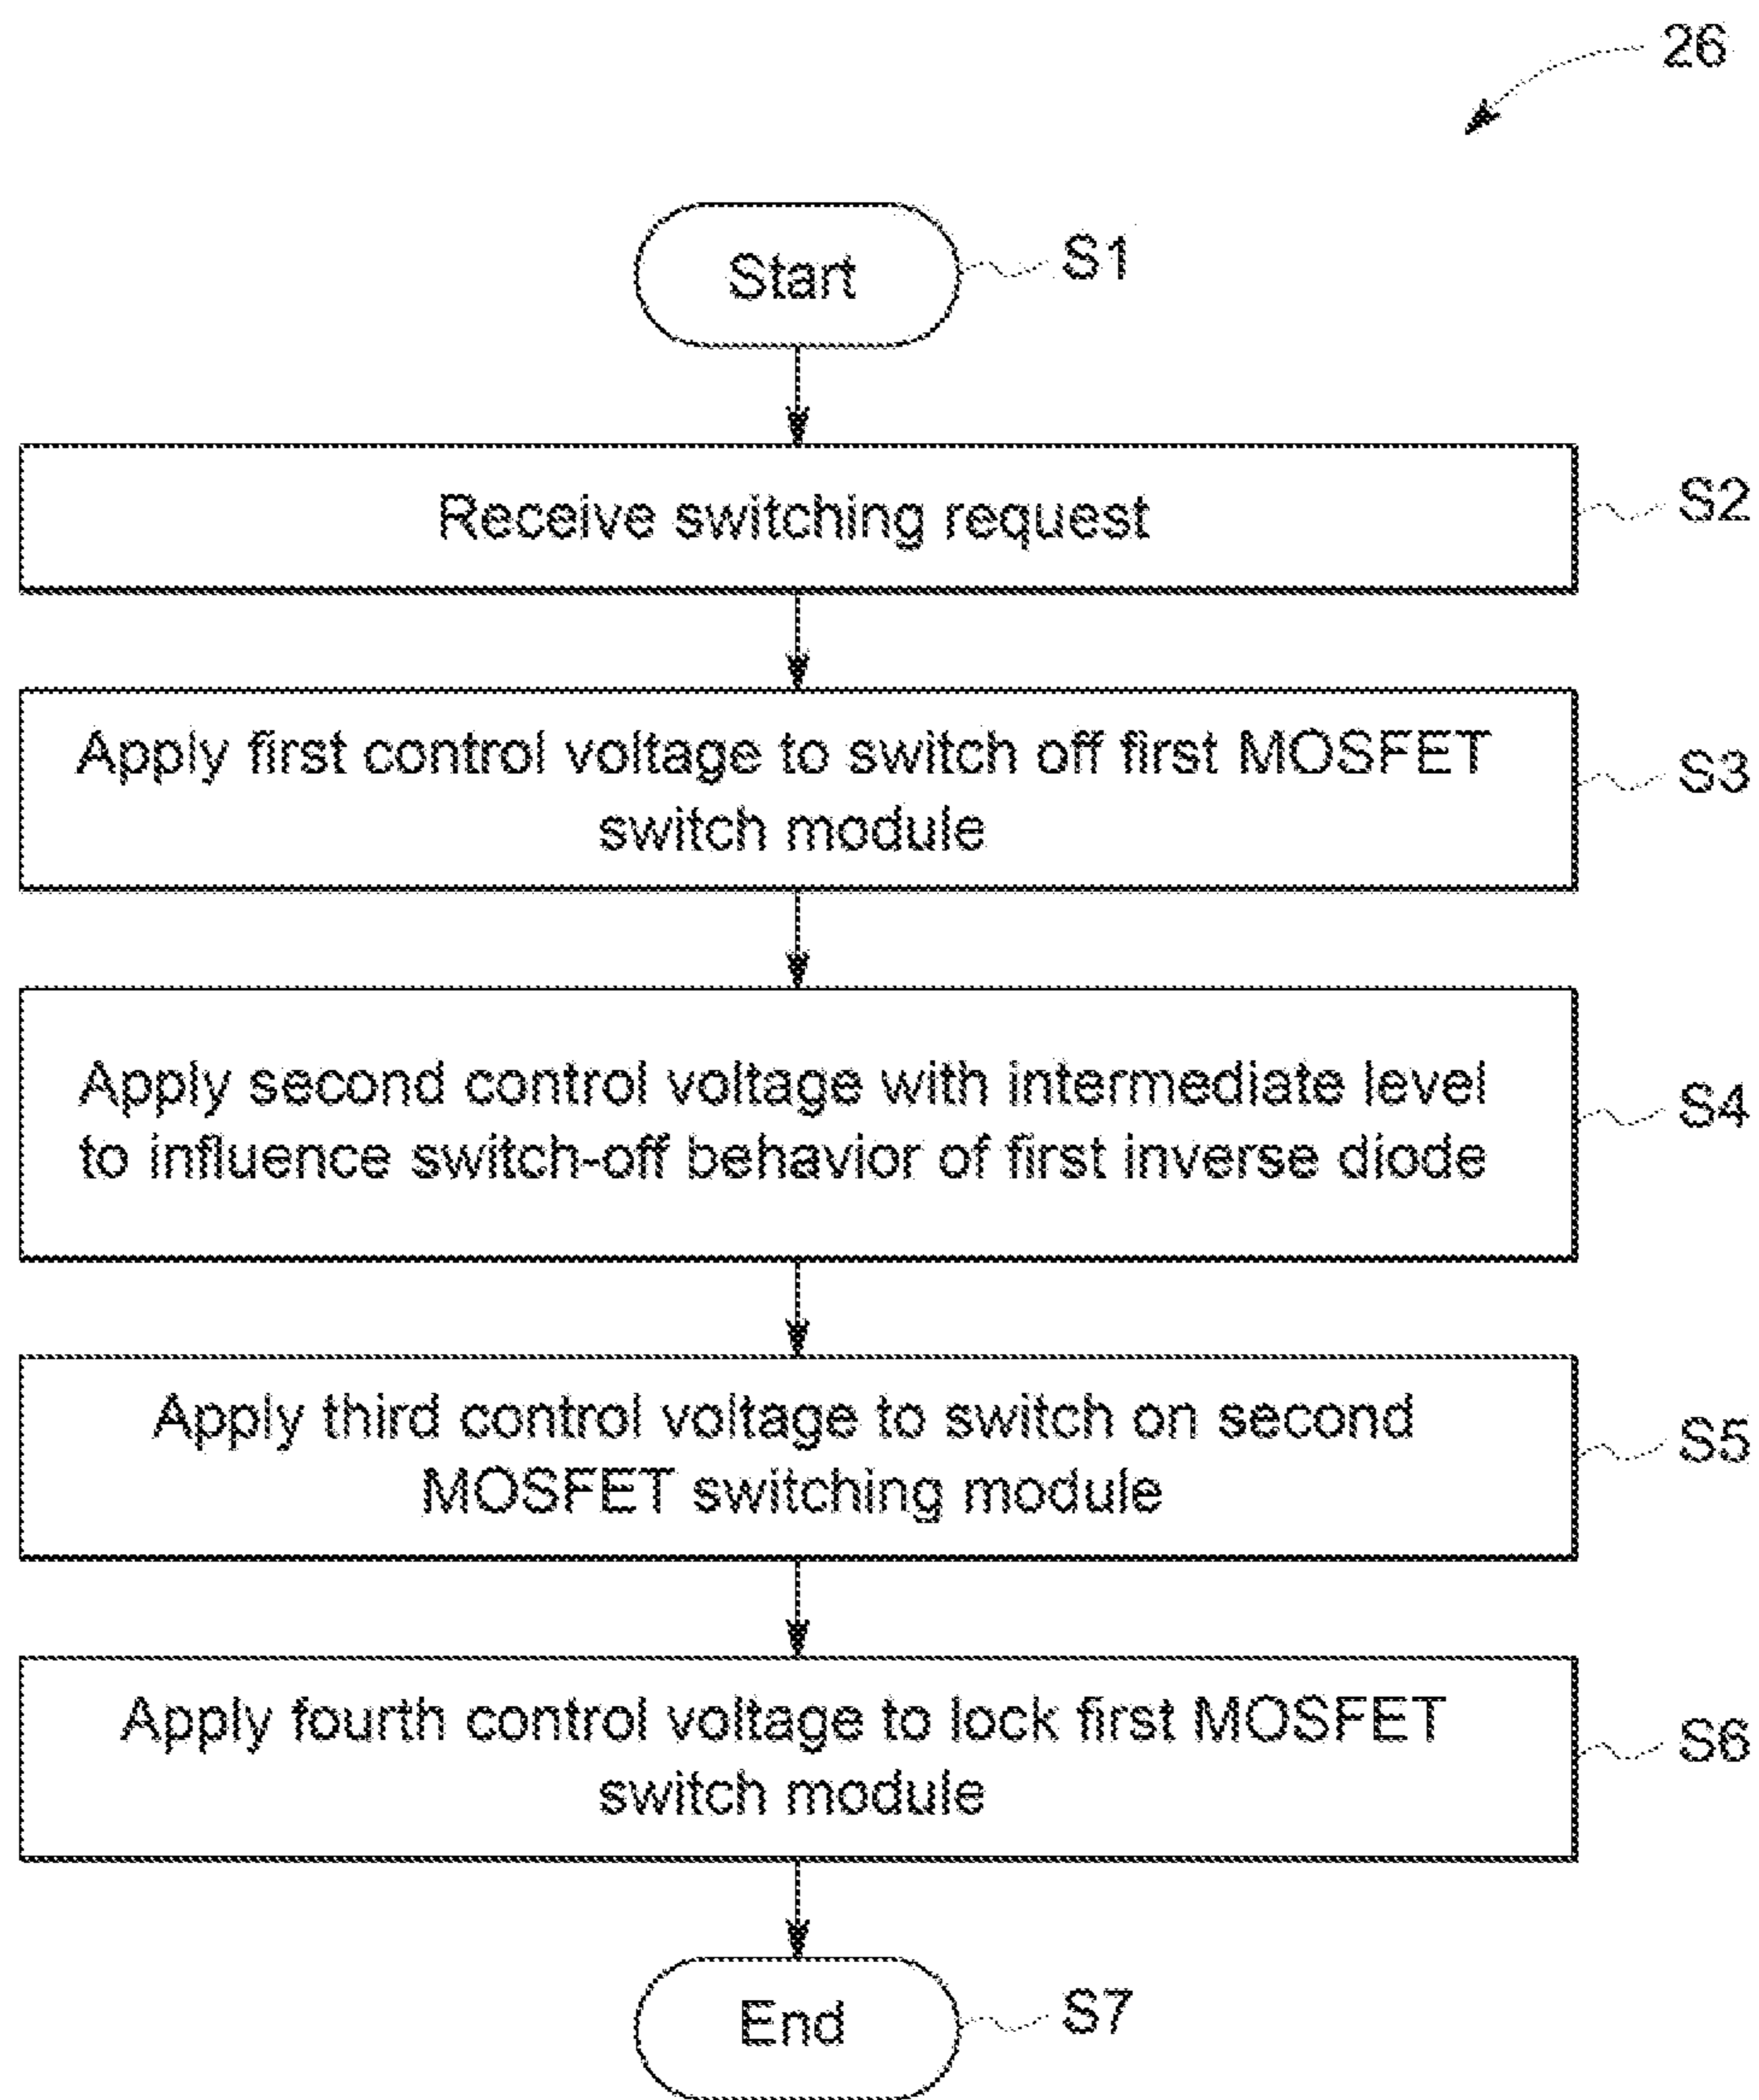 26
Start
S1
Receive switching request
S2
Apply first control voltage to switch off first MOSFET
switch module
S3
Apply second control voltage with intermediate level
to influence switch-off behavior of first inverse diode
S4
Apply third control voltage to switch on second
MOSFET switching module
S5
Apply fourth control voltage to lock first MOSFET
switch module
S6
End
S7